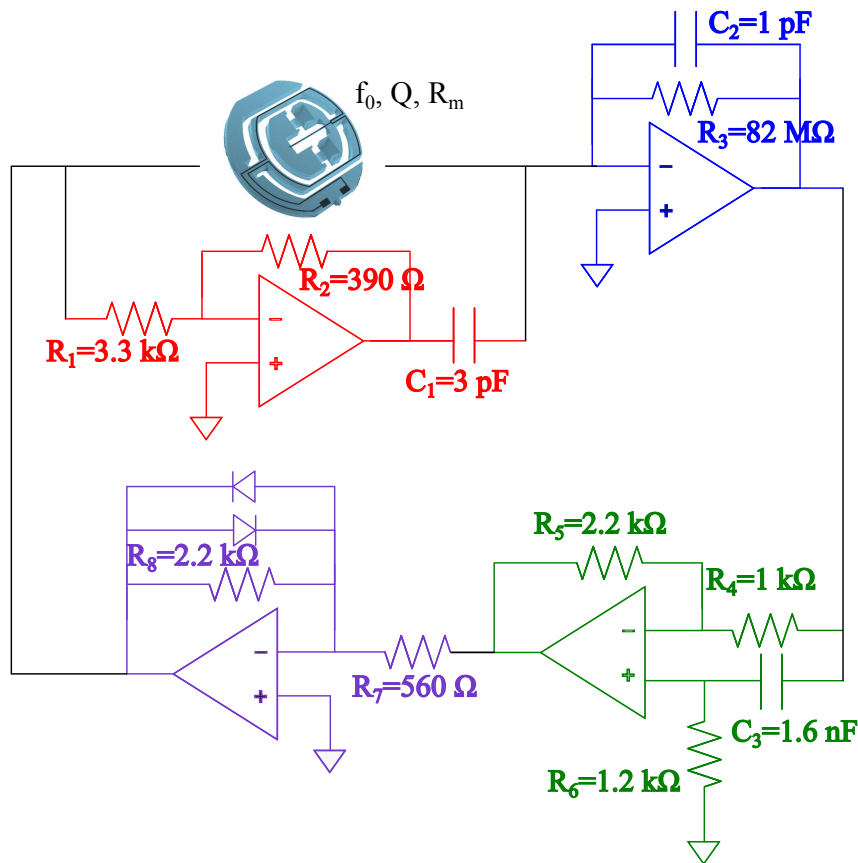 C₂=1 pF
f₀, Q, Rₘ
R₃=82 MΩ
R₂=390 Ω
R₁=3.3 kΩ
C₁=3 pF
R₅=2.2 kΩ
R₈=2.2 kΩ
R₄=1 kΩ
R₇=560 Ω
C₃=1.6 nF
R₆=1.2 kΩ